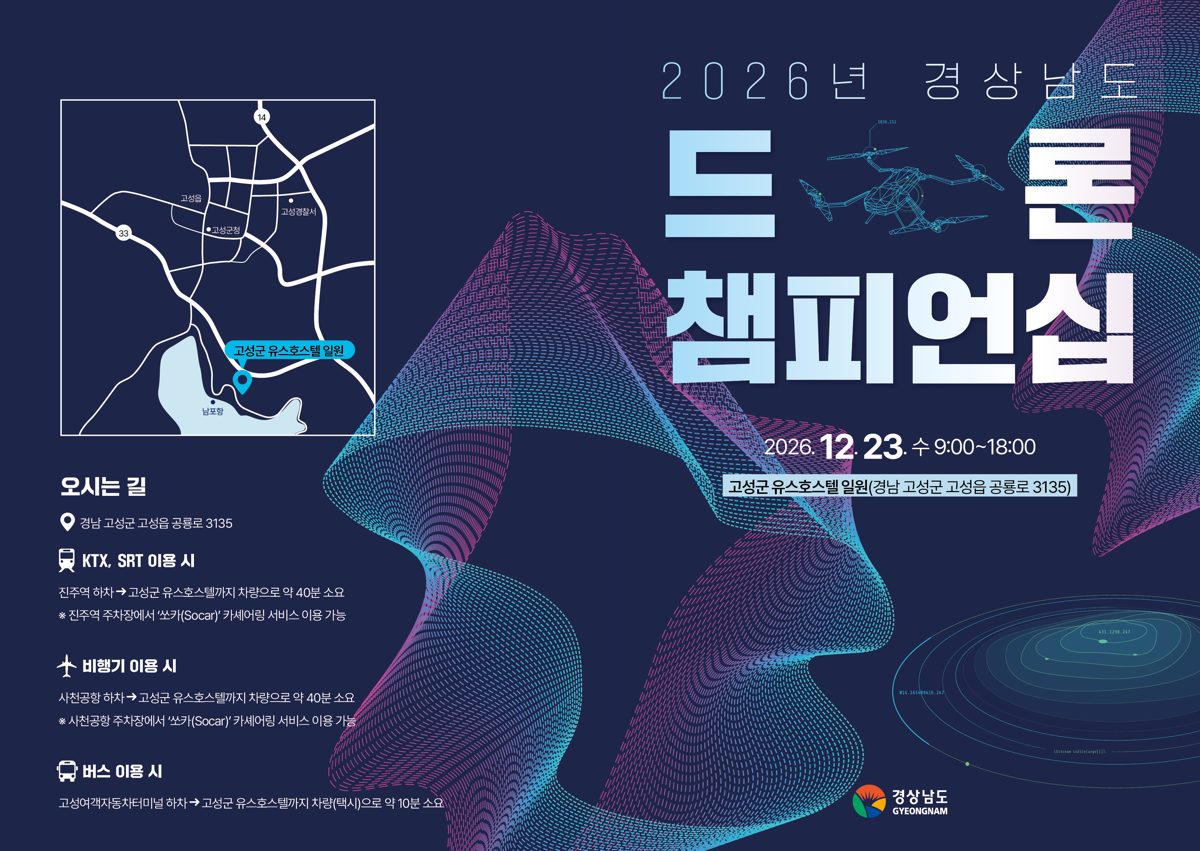 2026년 경상남도
드론
챔피언십
2026. 12. 23. 수 9:00~18:00
고성군 유스호스텔 일원(경남 고성군 고성읍 공룡로 3135)
14
33
고성읍
고성경찰서
고성군청
고성군 유스호스텔 일원
남포항
오시는 길
경남 고성군 고성읍 공룡로 3135
KTX, SRT 이용 시
진주역 하차 ➔ 고성군 유스호스텔까지 차량으로 약 40분 소요
※ 진주역 주차장에서 ‘쏘카(Socar)’ 카셰어링 서비스 이용 가능
비행기 이용 시
사천공항 하차 ➔ 고성군 유스호스텔까지 차량으로 약 40분 소요
※ 사천공항 주차장에서 ‘쏘카(Socar)’ 카셰어링 서비스 이용 가능
버스 이용 시
고성여객자동차터미널 하차 ➔ 고성군 유스호스텔까지 차량(택시)으로 약 10분 소요
경상남도
GYEONGNAM